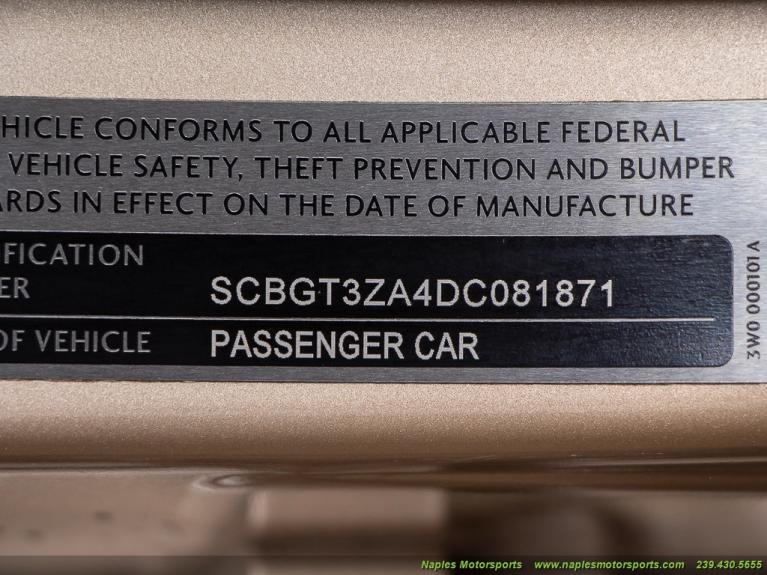 HICLE CONFORMS TO ALL APPLICABLE FEDERAL
VEHICLE SAFETY, THEFT PREVENTION AND BUMPER
ARDS IN EFFECT ON THE DATE OF MANUFACTURE
IFICATION
ER SCBGT3ZA4DC081871
OF VEHICLE PASSENGER CAR
3W0 000101 A
Naples Motorsports www.naplesmotorsports.com 239.430.5655